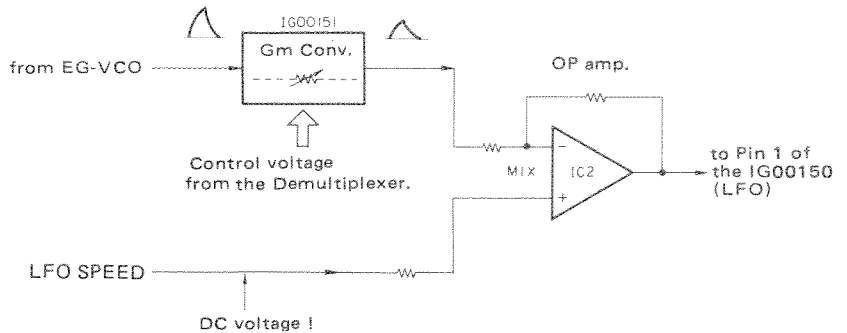 IG00151
Gm Conv.
from EG-VCO
OP amp.
Control voltage
from the Demultiplexer.
MIX
IC2
−
+
to Pin 1 of
the IG00150
(LFO)
LFO SPEED
DC voltage !